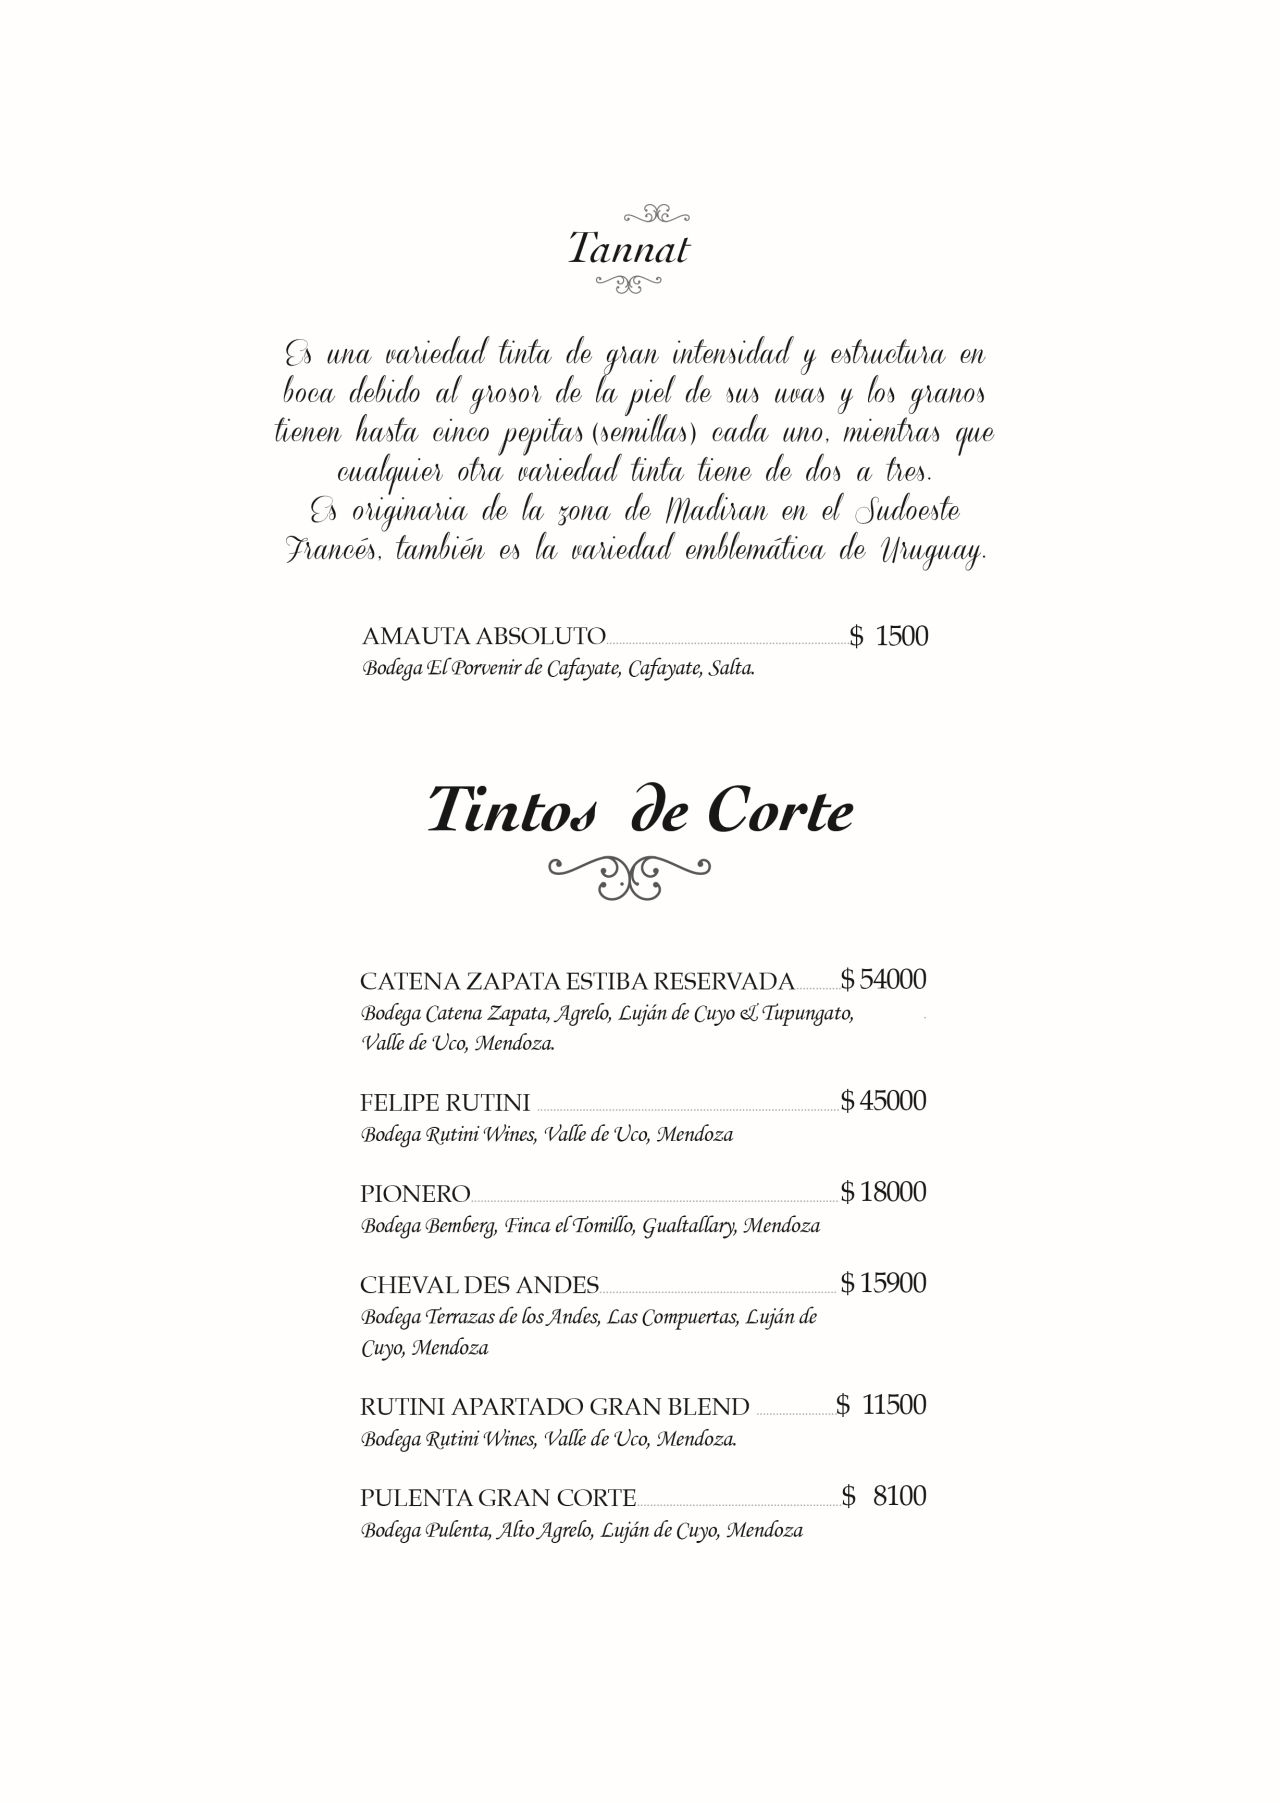 Tannat
Es una variedad tinta de gran intensidad y estructura en
boca debido al grosor de la piel de sus uvas y los granos
tienen hasta cinco pepitas (semillas) cada uno, mientras que
cualquier otra variedad tinta tiene de dos a tres.
Es originaria de la zona de Madiran en el Sudoeste
Francés, también es la variedad emblemática de Uruguay.
AMAUTA ABSOLUTO $ 1500
Bodega El Porvenir de Cafayate, Cafayate, Salta.
Tintos de Corte
CATENA ZAPATA ESTIBA RESERVADA $ 54000
Bodega Catena Zapata, Agrelo, Luján de Cuyo & Tupungato,
Valle de Uco, Mendoza.
FELIPE RUTINI $ 45000
Bodega Rutini Wines, Valle de Uco, Mendoza
PIONERO $ 18000
Bodega Bemberg, Finca el Tomillo, Gualtallary, Mendoza
CHEVAL DES ANDES $ 15900
Bodega Terrazas de los Andes, Las Compuertas, Luján de
Cuyo, Mendoza
RUTINI APARTADO GRAN BLEND $ 11500
Bodega Rutini Wines, Valle de Uco, Mendoza.
PULENTA GRAN CORTE $ 8100
Bodega Pulenta, Alto Agrelo, Luján de Cuyo, Mendoza